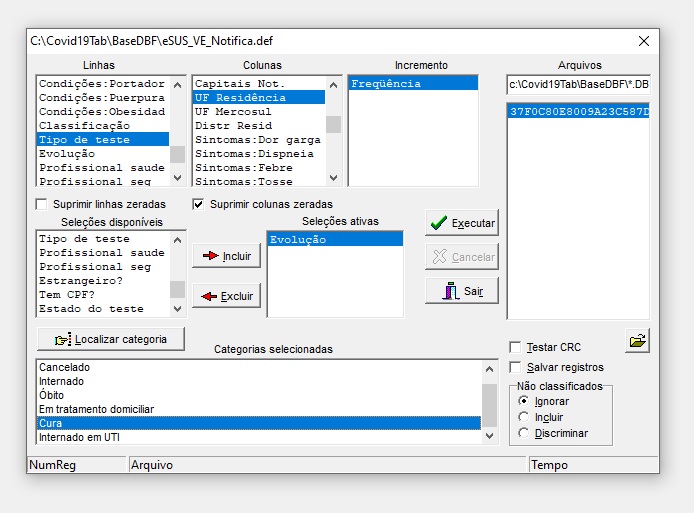 C:\Covid19Tab\BaseDBF\eSUS_VE_Notifica.def
Linhas
Condições:Portador
Condições:Puerpura
Condições:Obesidad
Classificação
Tipo de teste
Evolução
Profissional saude
Profissional seg
Colunas
Capitais Not.
UF Residência
UF Mercosul
Distr Resid
Sintomas:Dor garga
Sintomas:Dispneia
Sintomas:Febre
Sintomas:Tosse
Incremento
Freqüência
Arquivos
c:\Covid19Tab\BaseDBF\*.DB
37F0C80E8009A23C587D
Suprimir linhas zeradas
Suprimir colunas zeradas
Seleções disponíveis
Tipo de teste
Profissional saude
Profissional seg
Estrangeiro?
Tem CPF?
Estado do teste
Incluir
Excluir
Seleções ativas
Evolução
Executar
Cancelar
Sair
Localizar categoria
Categorias selecionadas
Cancelado
Internado
Óbito
Em tratamento domiciliar
Cura
Internado em UTI
Testar CRC
Salvar registros
Não classificados
Ignorar
Incluir
Discriminar
NumReg
Arquivo
Tempo